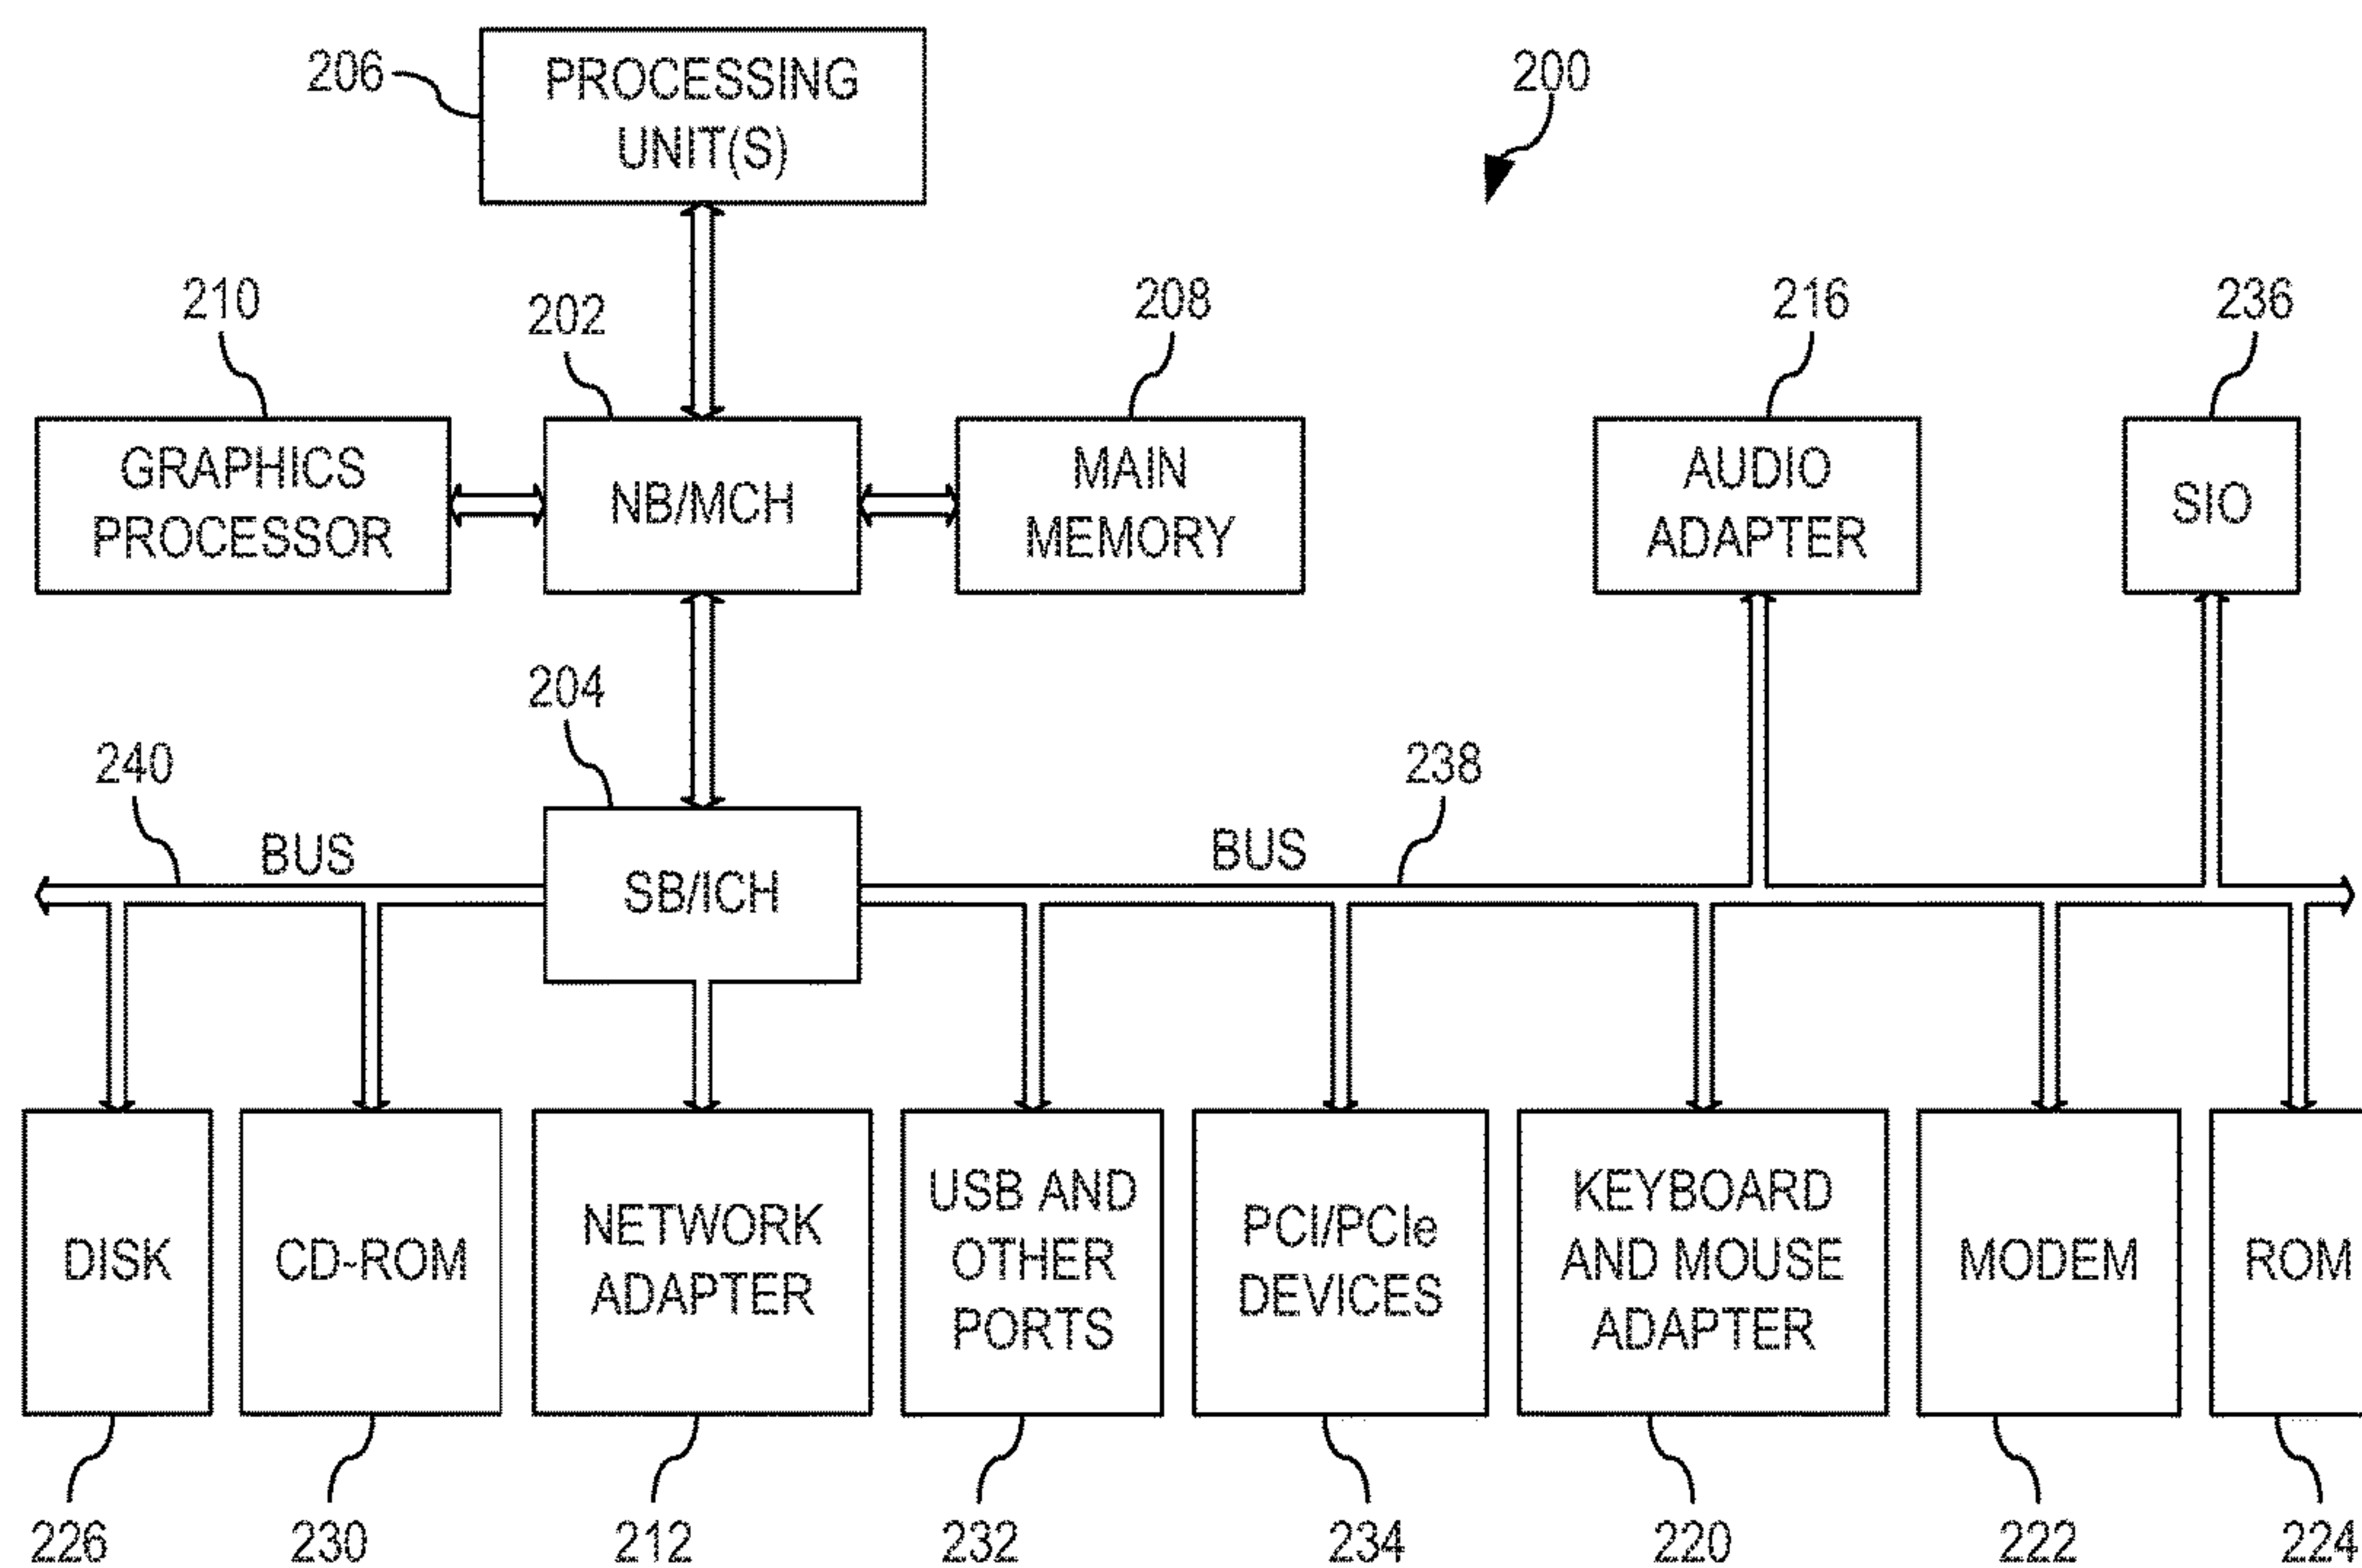 206
PROCESSING
UNIT(S)
200
210
202
208
216
236
GRAPHICS
PROCESSOR
NB/MCH
MAIN
MEMORY
AUDIO
ADAPTER
SIO
204
240
238
BUS
BUS
SB/ICH
DISK
CD-ROM
NETWORK
ADAPTER
USB AND
OTHER
PORTS
PCI/PCIe
DEVICES
KEYBOARD
AND MOUSE
ADAPTER
MODEM
ROM
226
230
212
232
234
220
222
224